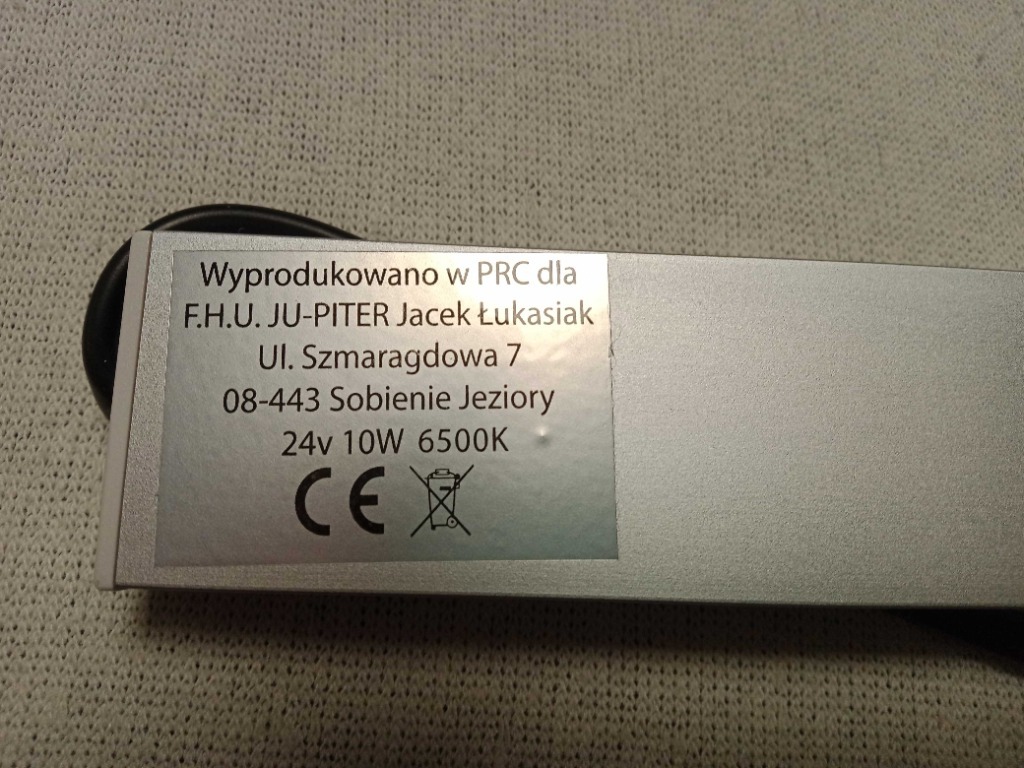 Wyprodukowano w PRC dla
F.H.U. JU-PITER Jacek Łukasiak
Ul. Szmaragdowa 7
08-443 Sobienie Jeziory
24v 10W 6500K
CE